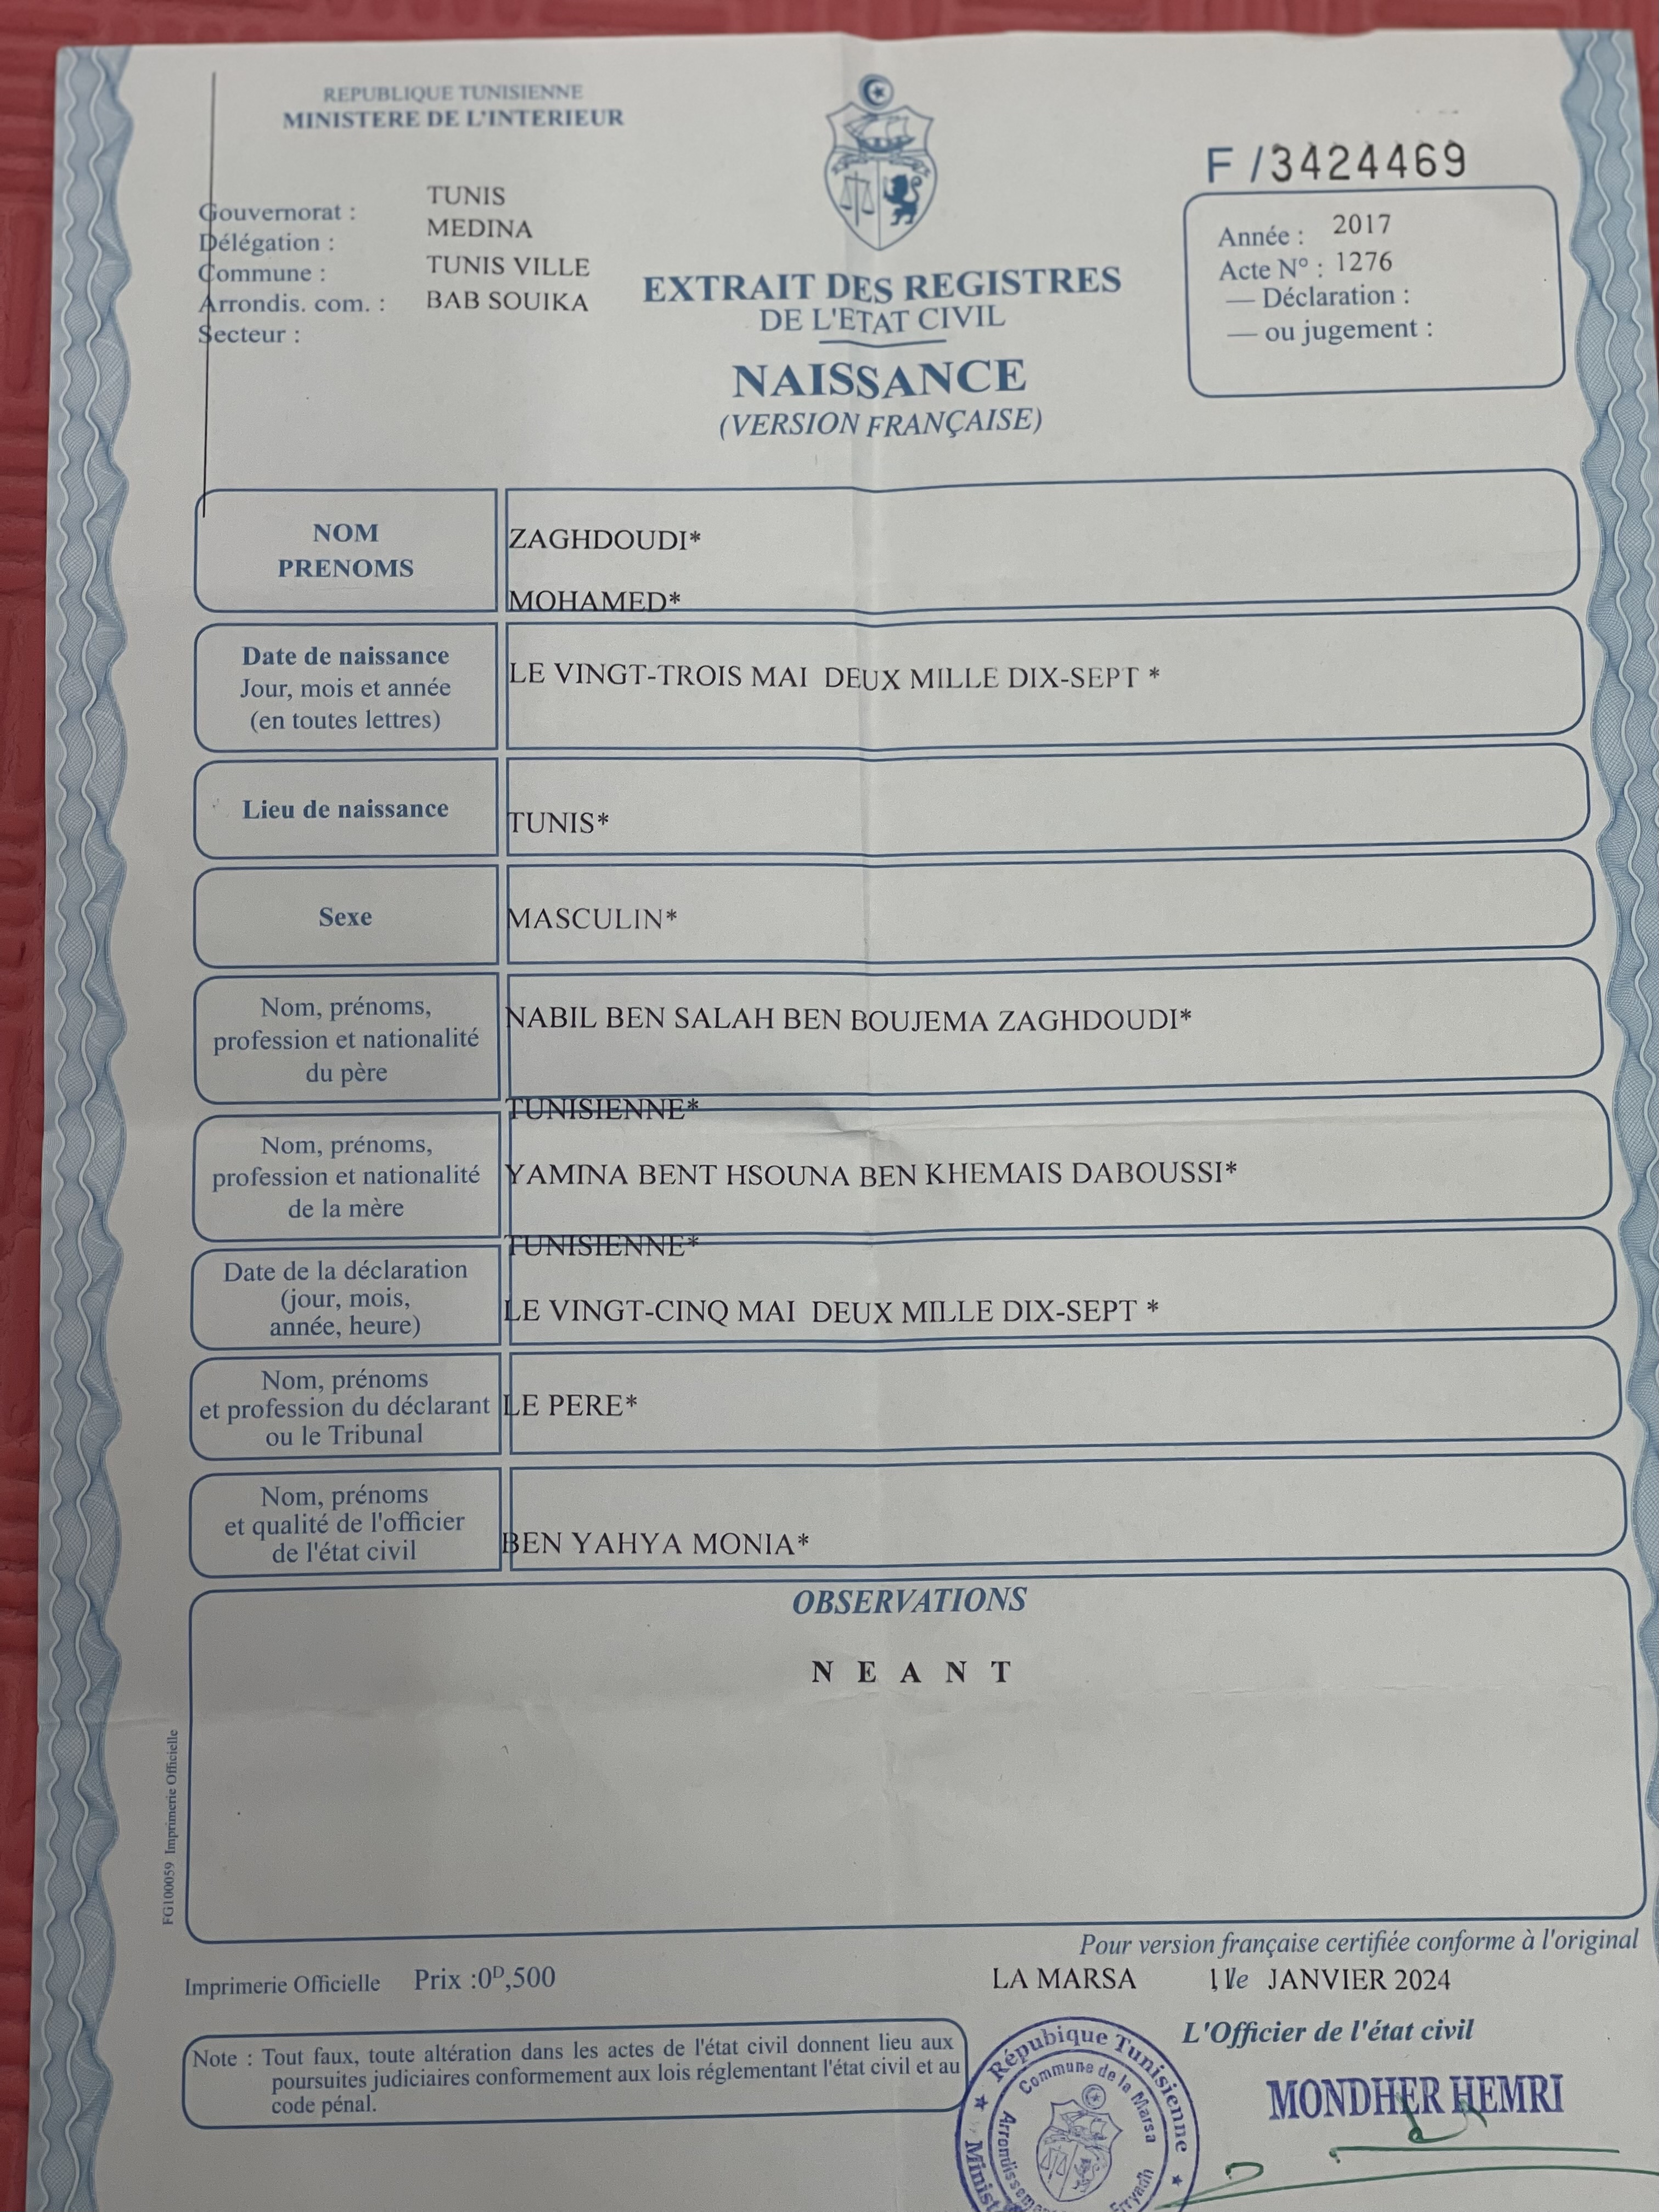 REPUBLIQUE TUNISIENNE
MINISTERE DE L'INTERIEUR
Gouvernorat : TUNIS
Délégation : MEDINA
Commune : TUNIS VILLE
Arrondis. com. : BAB SOUIKA
Secteur :
F /3424469
Année : 2017
Acte N° : 1276
— Déclaration :
— ou jugement :
EXTRAIT DES REGISTRES
DE L'ETAT CIVIL
NAISSANCE
(VERSION FRANÇAISE)
NOM
PRENOMS
ZAGHDOUDI*
MOHAMED*
Date de naissance
Jour, mois et année
(en toutes lettres)
LE VINGT-TROIS MAI DEUX MILLE DIX-SEPT *
Lieu de naissance
TUNIS*
Sexe
MASCULIN*
Nom, prénoms,
profession et nationalité
du père
NABIL BEN SALAH BEN BOUJEMA ZAGHDOUDI*
TUNISIENNE*
Nom, prénoms,
profession et nationalité
de la mère
YAMINA BENT HSOUNA BEN KHEMAIS DABOUSSI*
TUNISIENNE*
Date de la déclaration
(jour, mois,
année, heure)
LE VINGT-CINQ MAI DEUX MILLE DIX-SEPT *
Nom, prénoms
et profession du déclarant
ou le Tribunal
LE PERE*
Nom, prénoms
et qualité de l'officier
de l'état civil
BEN YAHYA MONIA*
OBSERVATIONS
N E A N T
FG100059 Imprimerie Officielle
Pour version française certifiée conforme à l'original
Imprimerie Officielle Prix :0ᴰ,500
LA MARSA le JANVIER 2024
L'Officier de l'état civil
MONDHER HEMRI
Note : Tout faux, toute altération dans les actes de l'état civil donnent lieu aux
poursuites judiciaires conformement aux lois réglementant l'état civil et au
code pénal.
Répubique Tunisienne
Commune de la Marsa